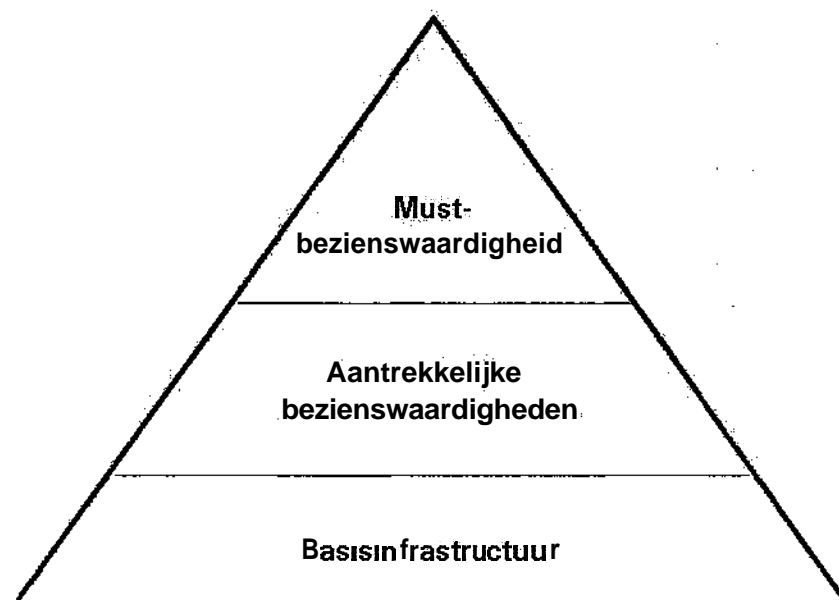 Must-
bezienswaardigheid
Aantrekkelijke
bezienswaardigheden
Basisinfrastructuur